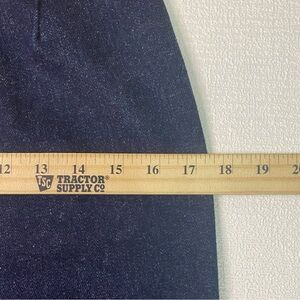 12 13 14 15 16 17 18 19 20
TSC TRACTOR®
SUPPLY CO